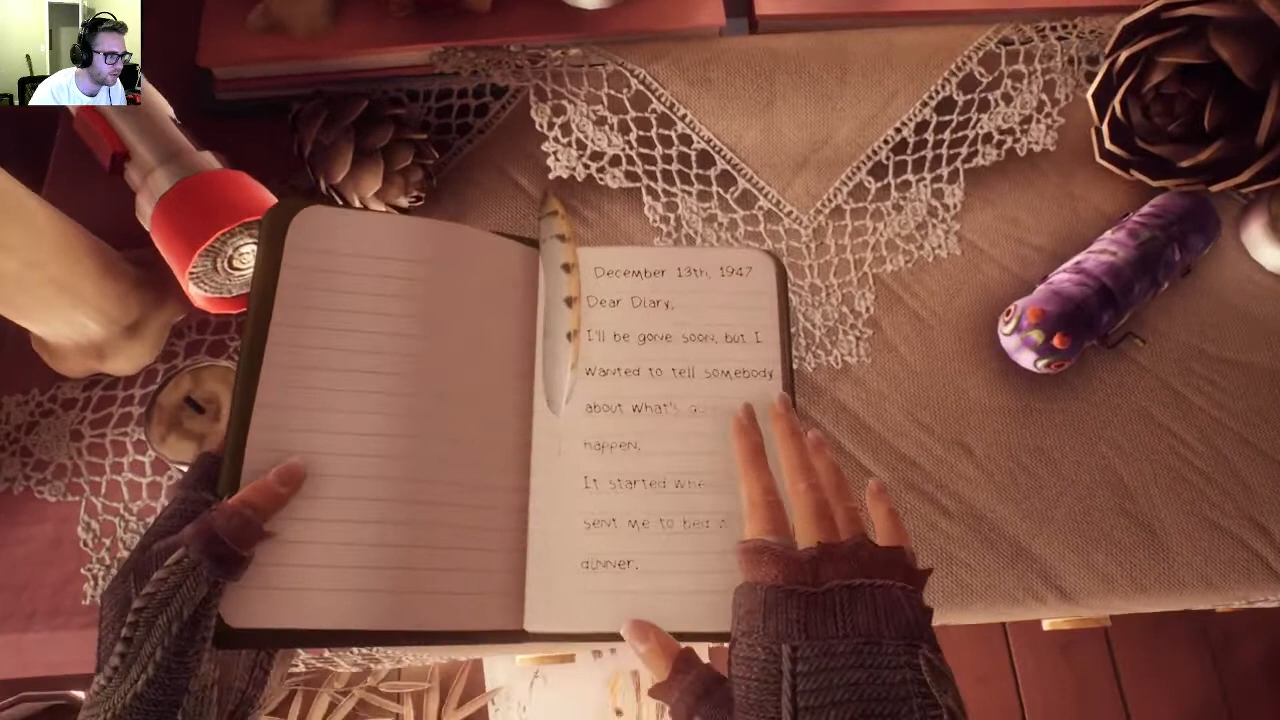 December 13th, 1947
Dear Diary,
I'll be gone soon, but I
wanted to tell somebody
about what's
happen.
It started
sent me to bed
dinner.